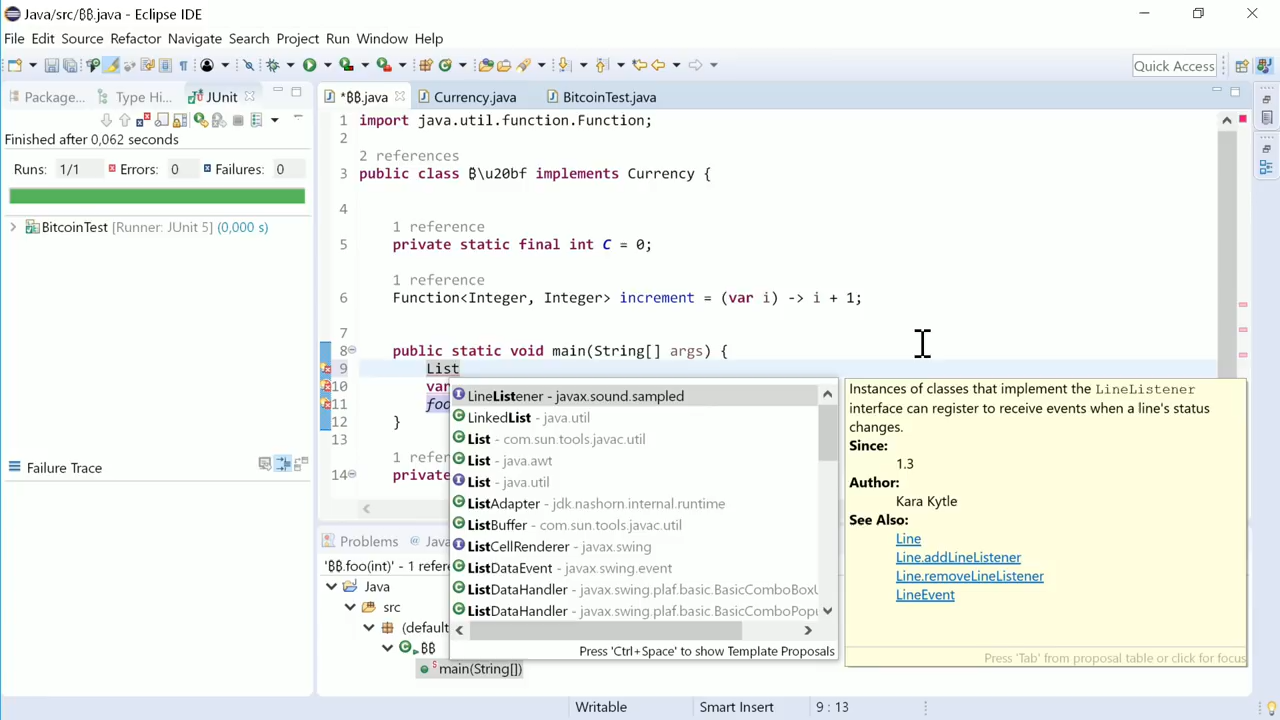 Java/src/₿₿.java - Eclipse IDE
File Edit Source Refactor Navigate Search Project Run Window Help
Quick Access
Package... Type Hi... JUnit
*₿₿.java Currency.java BitcoinTest.java
Finished after 0,062 seconds
Runs: 1/1 Errors: 0 Failures: 0
BitcoinTest [Runner: JUnit 5] (0,000 s)
Failure Trace
1 import java.util.function.Function;
2
2 references
3 public class ₿\u20bf implements Currency {
4
1 reference
5 private static final int C = 0;
1 reference
6 Function<Integer, Integer> increment = (var i) -> i + 1;
7
8 public static void main(String[] args) {
9 List
10 var
11 foo
12 }
13
1 refer
14 private
LineListener - javax.sound.sampled
LinkedList - java.util
List - com.sun.tools.javac.util
List - java.awt
List - java.util
ListAdapter - jdk.nashorn.internal.runtime
ListBuffer - com.sun.tools.javac.util
ListCellRenderer - javax.swing
ListDataEvent - javax.swing.event
ListDataHandler - javax.swing.plaf.basic.BasicComboBoxU
ListDataHandler - javax.swing.plaf.basic.BasicComboPopu
Press 'Ctrl+Space' to show Template Proposals
Instances of classes that implement the LineListener
interface can register to receive events when a line's status
changes.
Since:
1.3
Author:
Kara Kytle
See Also:
Line
Line.addLineListener
Line.removeLineListener
LineEvent
Press 'Tab' from proposal table or click for focus
Problems @ Java
'₿₿.foo(int)' - 1 refere
Java
src
(default
₿₿
main(String[])
Writable Smart Insert 9 : 13